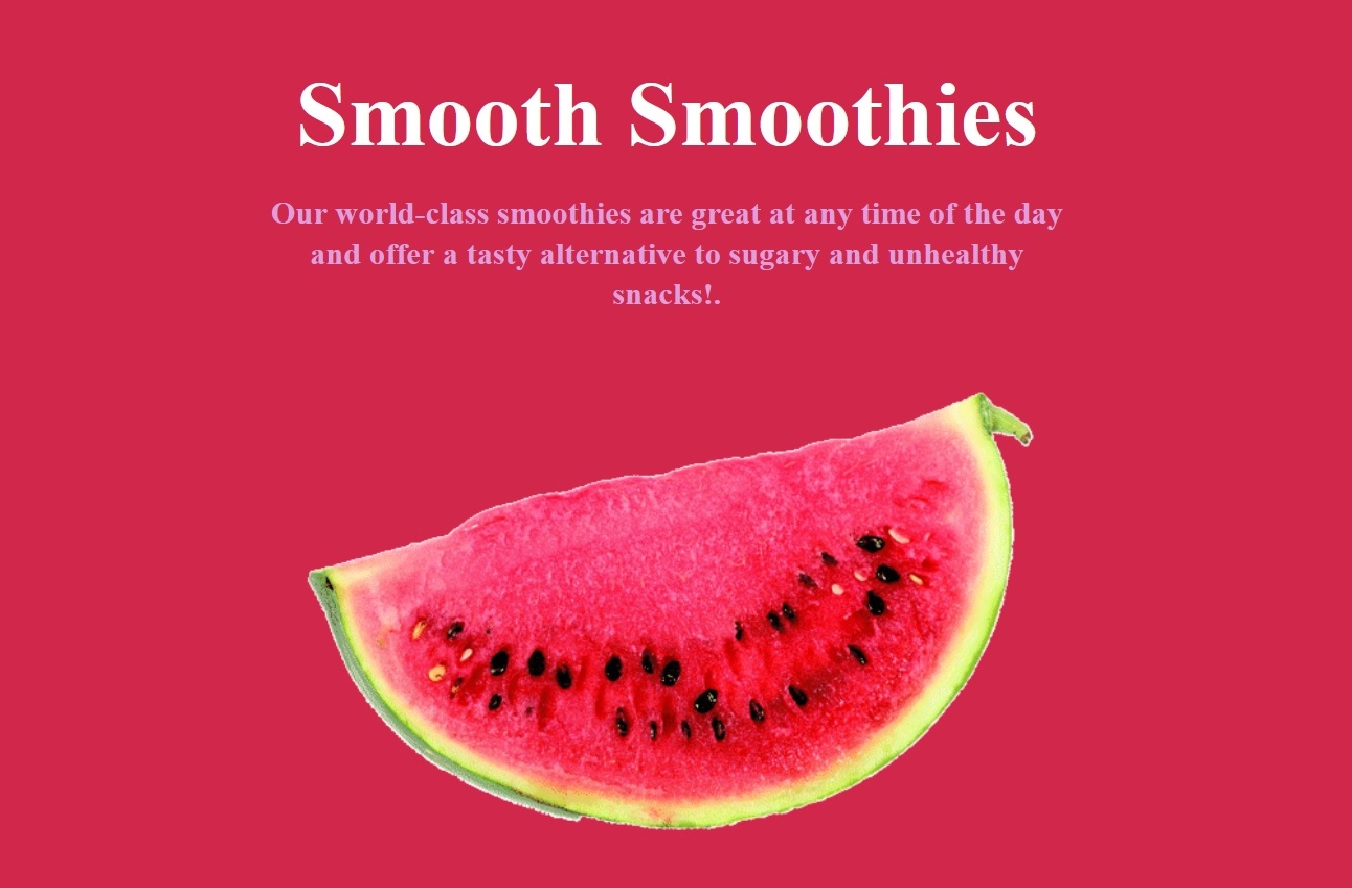 Smooth Smoothies
Our world-class smoothies are great at any time of the day
and offer a tasty alternative to sugary and unhealthy
snacks!.